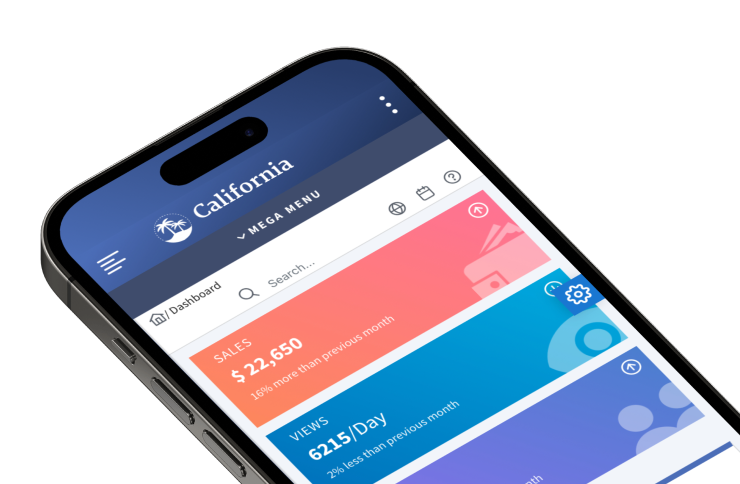 California
MEGA MENU
/ Dashboard
Search...
SALES
$ 22,650
16% more than previous month
VIEWS
6215/Day
2% less than previous month
month